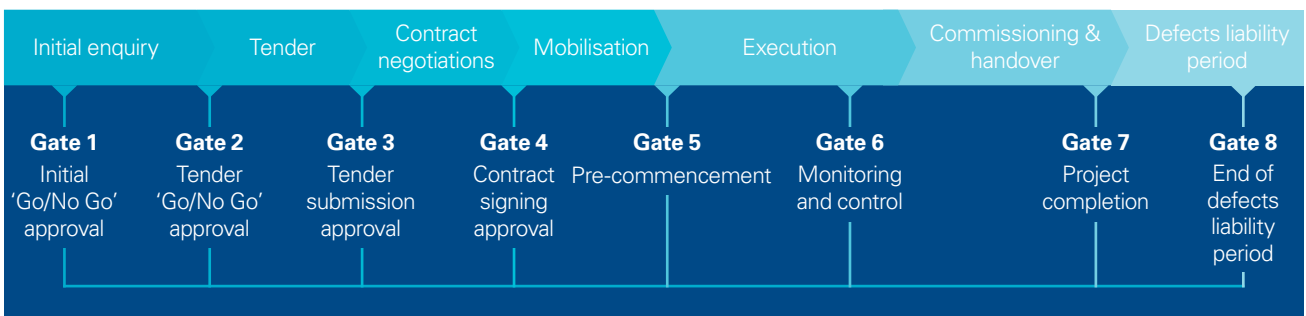 Initial enquiry
Tender
Contract
negotiations
Mobilisation
Execution
Commissioning &
handover
Defects liability
period
Gate 1
Initial
‘Go/No Go’
approval
Gate 2
Tender
‘Go/No Go’
approval
Gate 3
Tender
submission
approval
Gate 4
Contract
signing
approval
Gate 5
Pre-commencement
Gate 6
Monitoring
and control
Gate 7
Project
completion
Gate 8
End of
defects
liability
period